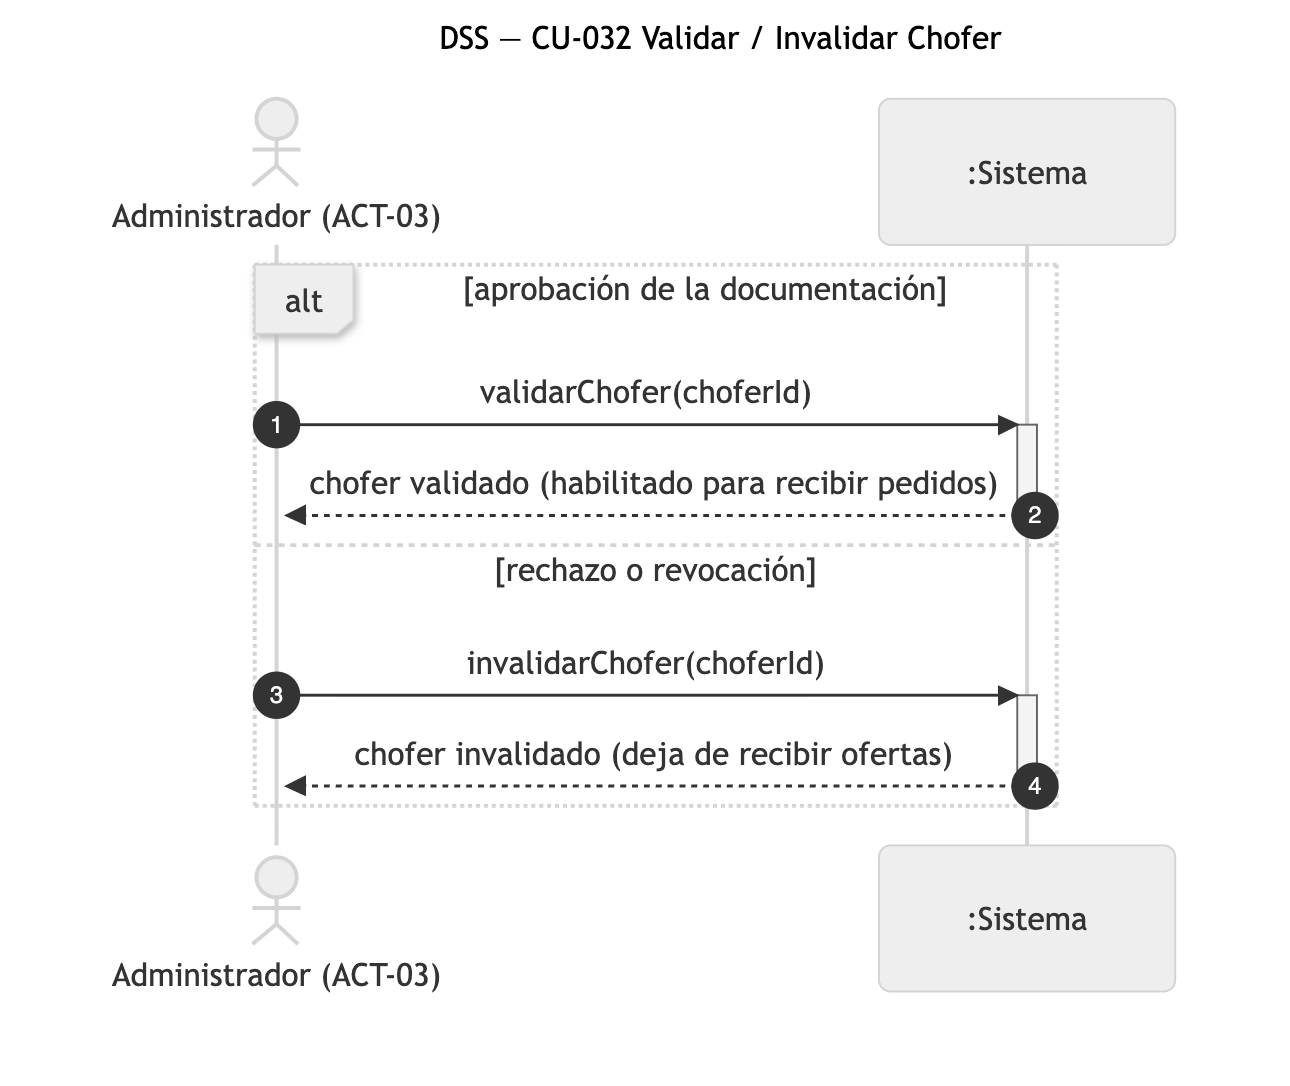 DSS — CU-032 Validar / Invalidar Chofer
Administrador (ACT-03)
:Sistema
alt
[aprobación de la documentación]
validarChofer(choferId)
1
chofer validado (habilitado para recibir pedidos)
2
[rechazo o revocación]
invalidarChofer(choferId)
3
chofer invalidado (deja de recibir ofertas)
4
Administrador (ACT-03)
:Sistema